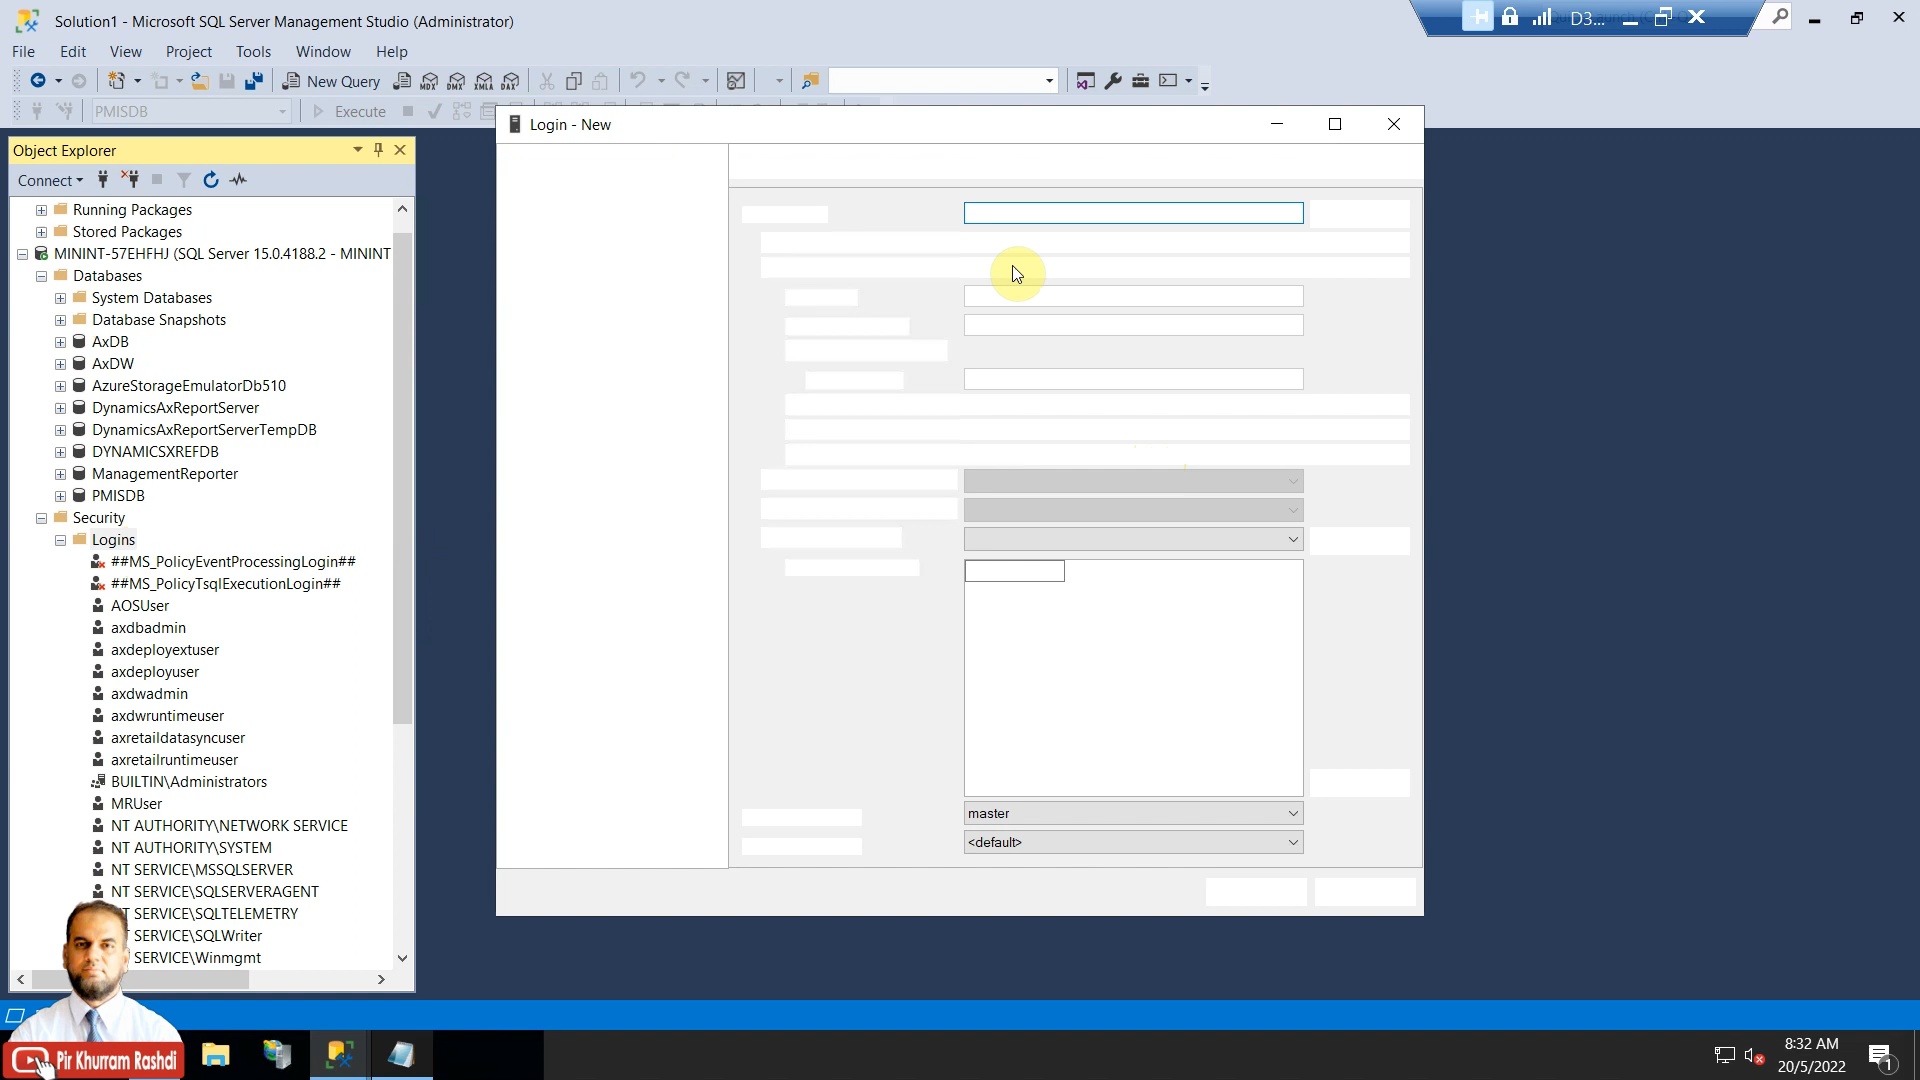 Solution1 - Microsoft SQL Server Management Studio (Administrator)
D3...
File Edit View Project Tools Window Help
New Query
MDX
DMX
XMLA
DAX
PMISDB
Execute
Login - New
Object Explorer
Connect
Running Packages
Stored Packages
MININT-57EHFHJ (SQL Server 15.0.4188.2 - MININT
Databases
System Databases
Database Snapshots
AxDB
AxDW
AzureStorageEmulatorDb510
DynamicsAxReportServer
DynamicsAxReportServerTempDB
DYNAMICSXREFDB
ManagementReporter
PMISDB
Security
Logins
##MS_PolicyEventProcessingLogin##
##MS_PolicyTsqlExecutionLogin##
AOSUser
axdbadmin
axdeployextuser
axdeployuser
axdwadmin
axdwruntimeuser
axretaildatasyncuser
axretailruntimeuser
BUILTIN\Administrators
MRUser
NT AUTHORITY\NETWORK SERVICE
NT AUTHORITY\SYSTEM
NT SERVICE\MSSQLSERVER
NT SERVICE\SQLSERVERAGENT
T SERVICE\SQLTELEMETRY
SERVICE\SQLWriter
SERVICE\Winmgmt
master
<default>
Pir Khurram Rashdi
8:32 AM
20/5/2022
1